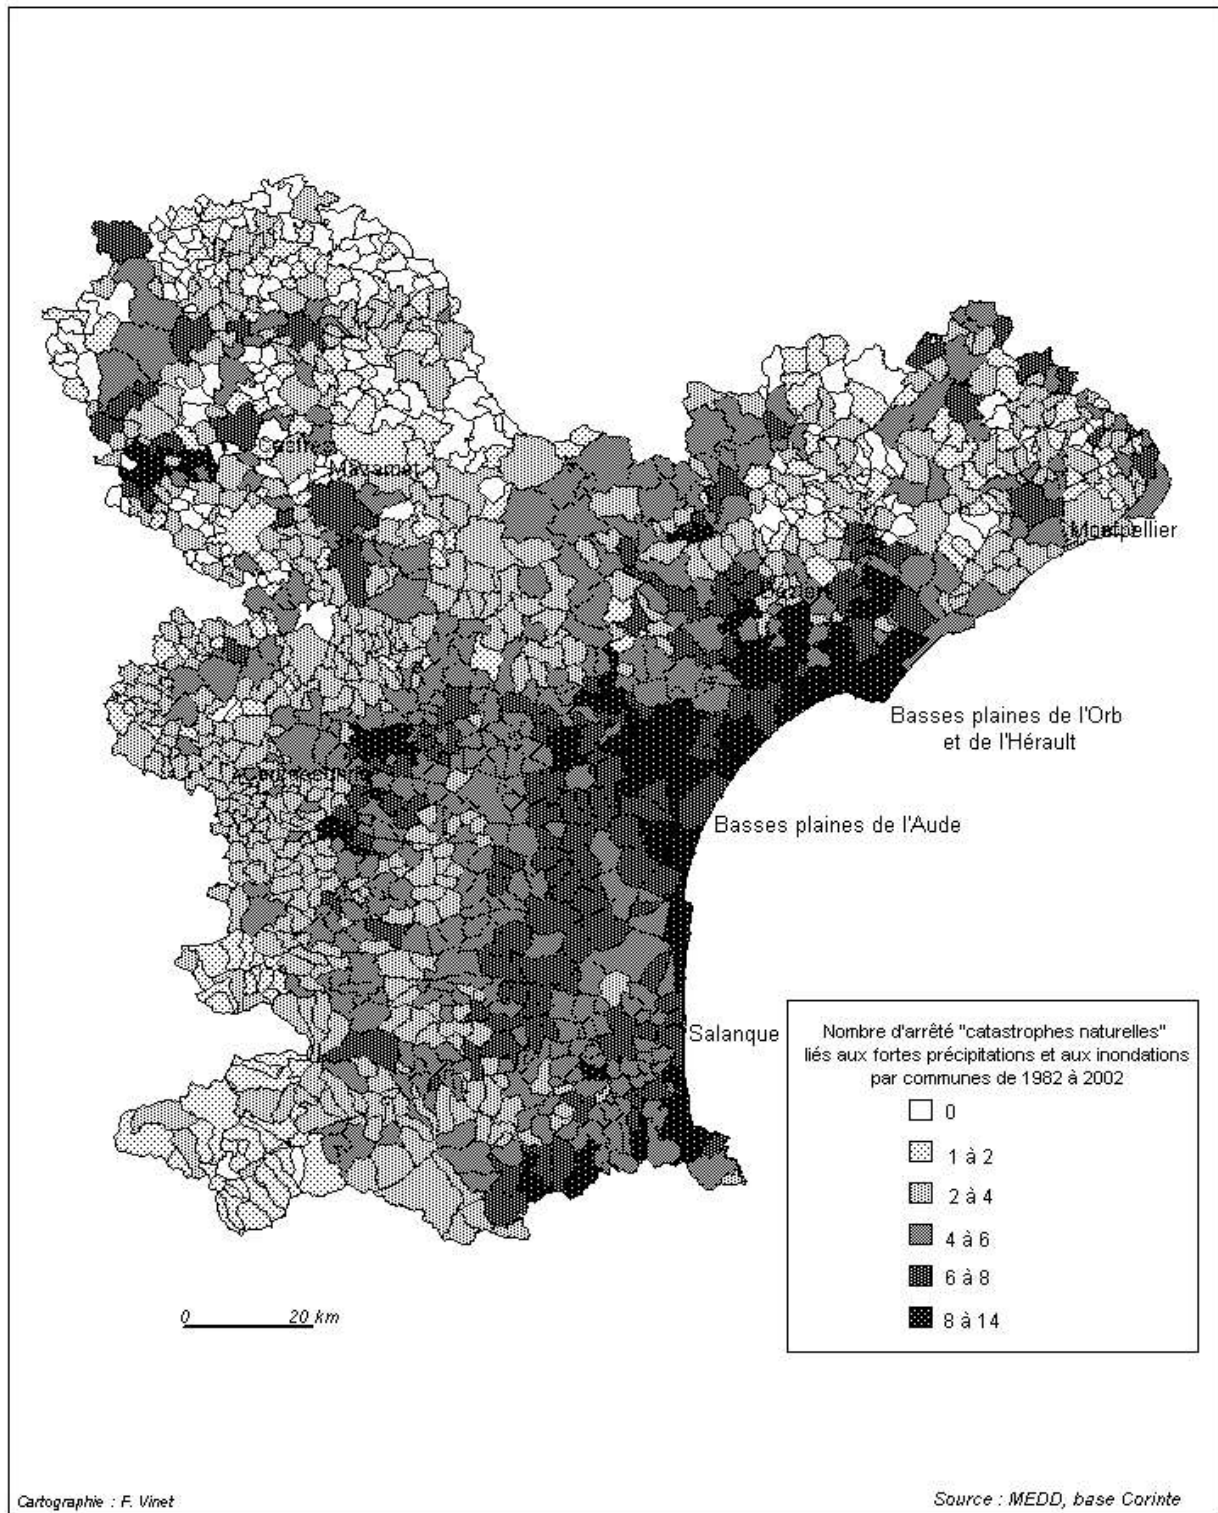 Castres
Mazamet
Montpellier
Basses plaines de l'Orb
et de l'Hérault
Basses plaines de l'Aude
Salanque
Nombre d'arrêté "catastrophes naturelles"
liés aux fortes précipitations et aux inondations
par communes de 1982 à 2002
0
1 à 2
2 à 4
4 à 6
6 à 8
8 à 14
0 20 km
Cartographie : F. Vinet
Source : MEDD, base Corinte